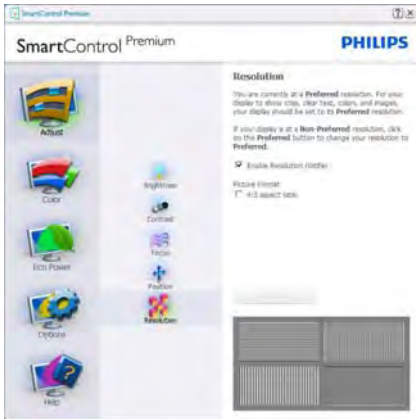 SmartControl Premium
SmartControl Premium
PHILIPS
Adjust
Color
Eco Power
Options
Help
Brightness
Contrast
Focus
Position
Resolution
Resolution
You are currently at a Preferred resolution. For your
display to show crisp, clear text, colors, and images,
your display should be set to its Preferred resolution.
If your display is at a Non-Preferred resolution, click
on the Preferred button to change your resolution to
Preferred.
Enable Resolution Notifier
Picture Format
4:3 aspect ratio